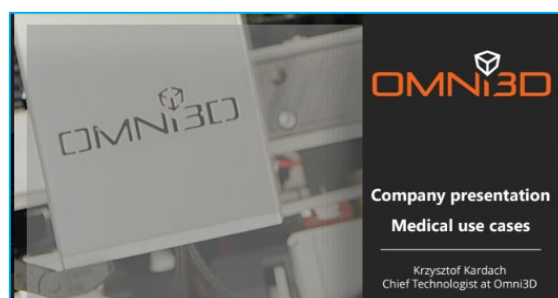 OMNi3D
OMNi3D
Company presentation
Medical use cases
Krzysztof Kardach
Chief Technologist at Omni3D